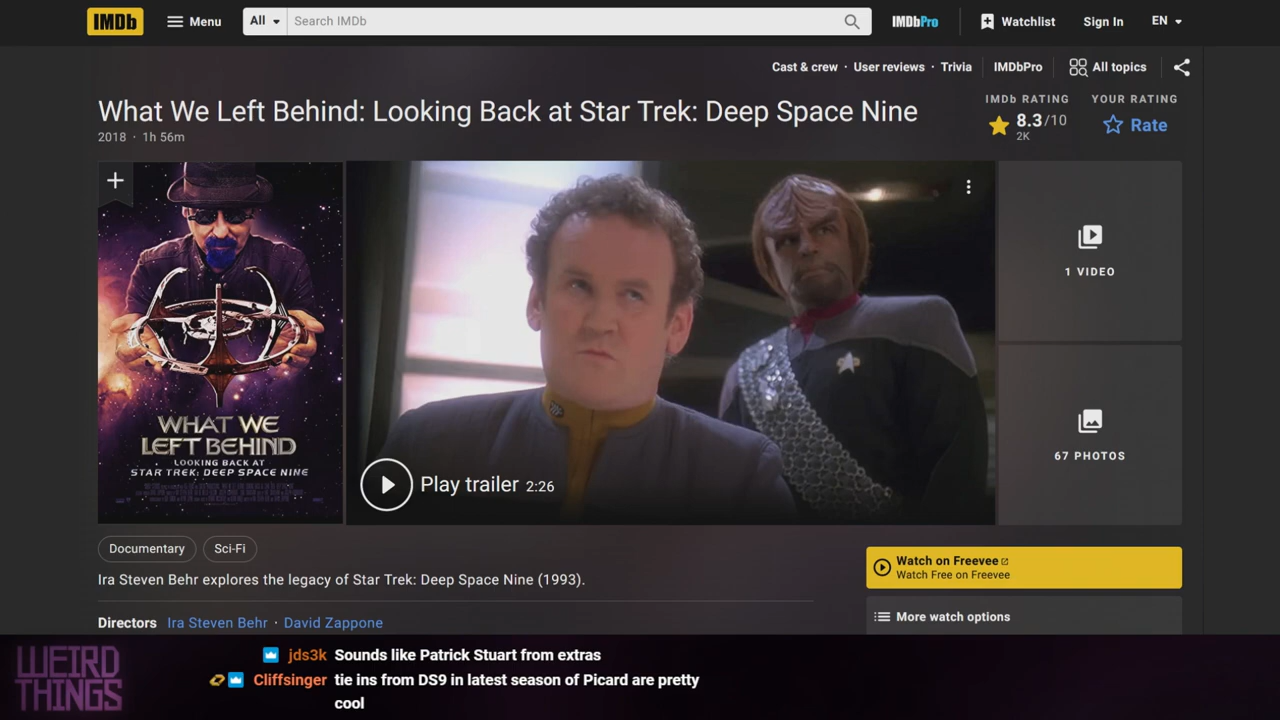 IMDb Menu All Search IMDb IMDbPro Watchlist Sign In EN
Cast & crew · User reviews · Trivia IMDbPro All topics
What We Left Behind: Looking Back at Star Trek: Deep Space Nine
2018 · 1h 56m
IMDb RATING
8.3/10
2K
YOUR RATING
Rate
WHAT WE
LEFT BEHIND
LOOKING BACK AT
STAR TREK: DEEP SPACE NINE
Play trailer 2:26
1 VIDEO
67 PHOTOS
Documentary Sci-Fi
Ira Steven Behr explores the legacy of Star Trek: Deep Space Nine (1993).
Directors Ira Steven Behr · David Zappone
Watch on Freevee
Watch Free on Freevee
More watch options
WEIRD
THINGS
jds3k Sounds like Patrick Stuart from extras
Cliffsinger tie ins from DS9 in latest season of Picard are pretty
cool